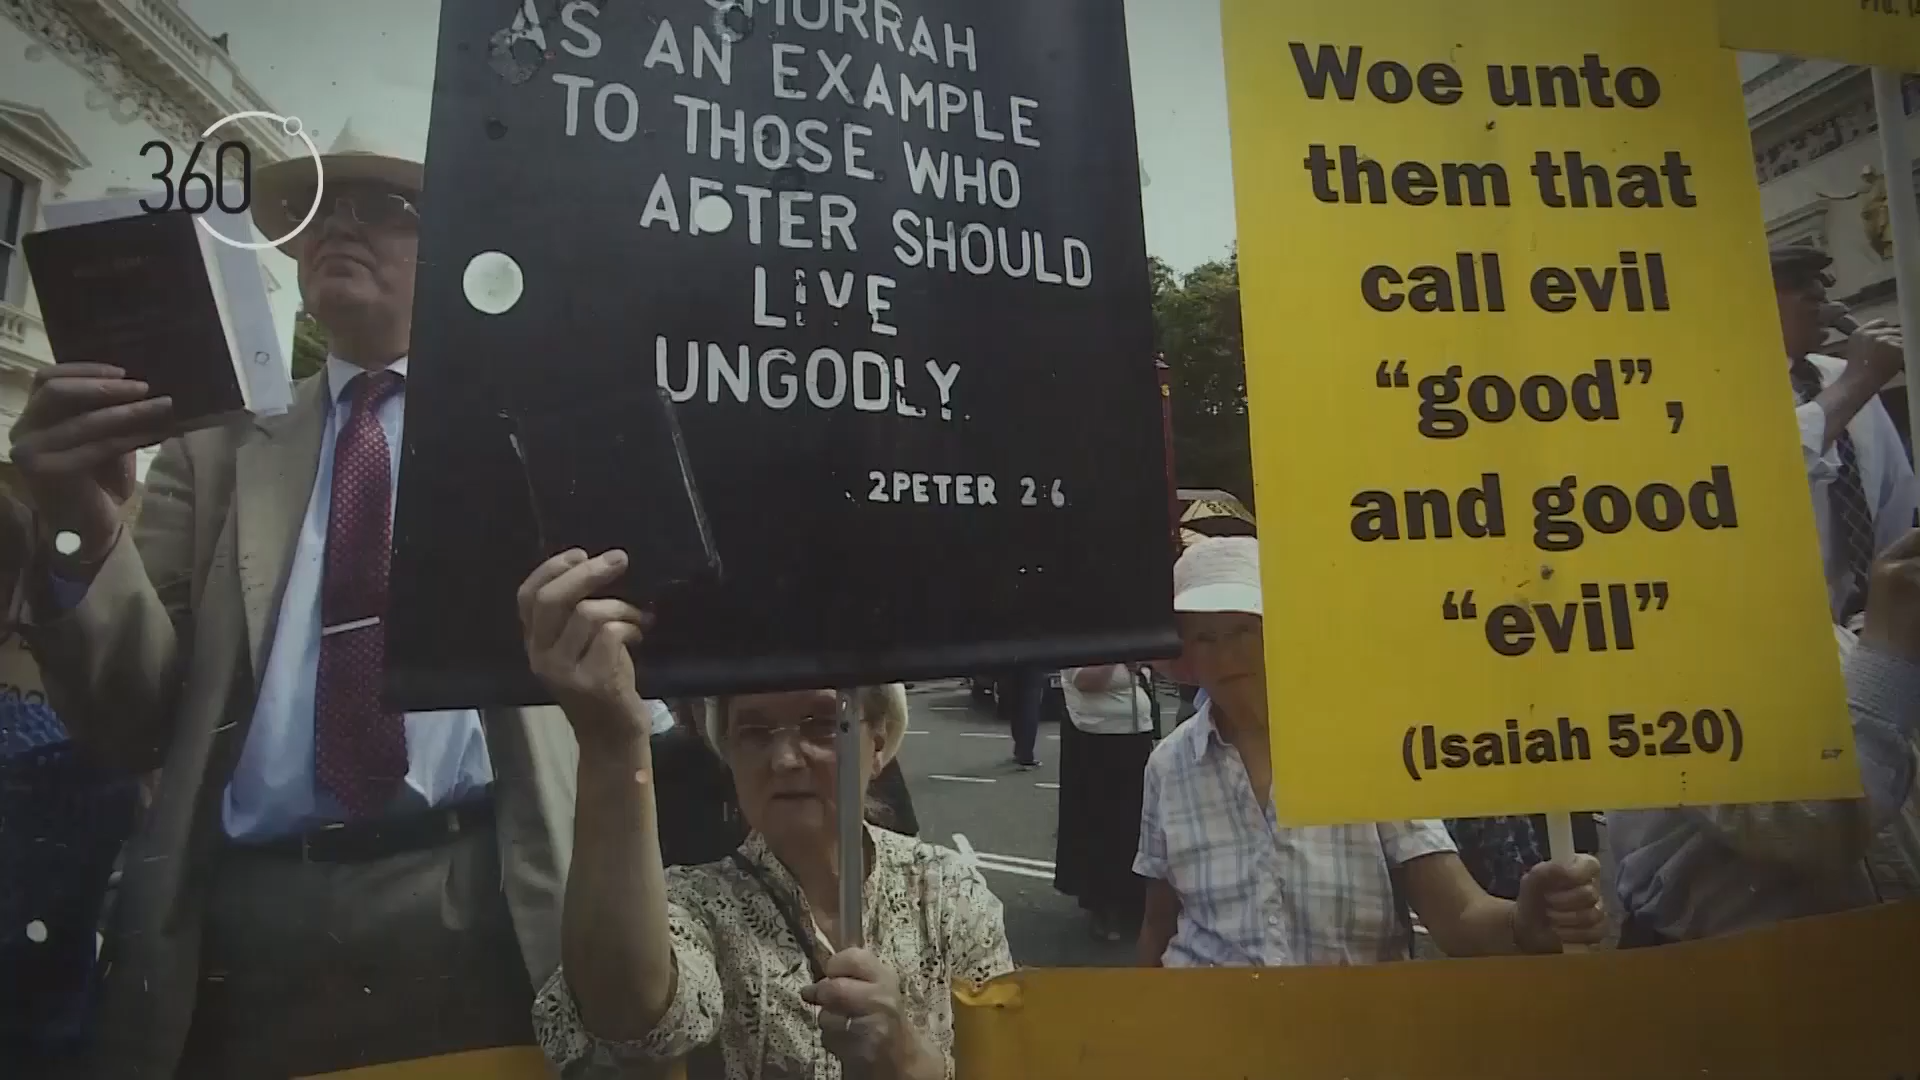 360
AS AN EXAMPLE
TO THOSE WHO
AFTER SHOULD
LIVE
UNGODLY.
2PETER 2:6
Woe unto
them that
call evil
“good”,
and good
“evil”
(Isaiah 5:20)